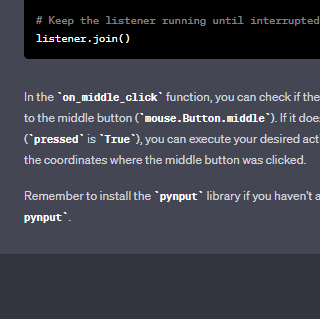 # Keep the listener running until interrupted
listener.join()
In the `on_middle_click` function, you can check if the
to the middle button (`mouse.Button.middle`). If it doe
(`pressed` is `True`), you can execute your desired act
the coordinates where the middle button was clicked.
Remember to install the `pynput` library if you haven't a
pynput`.